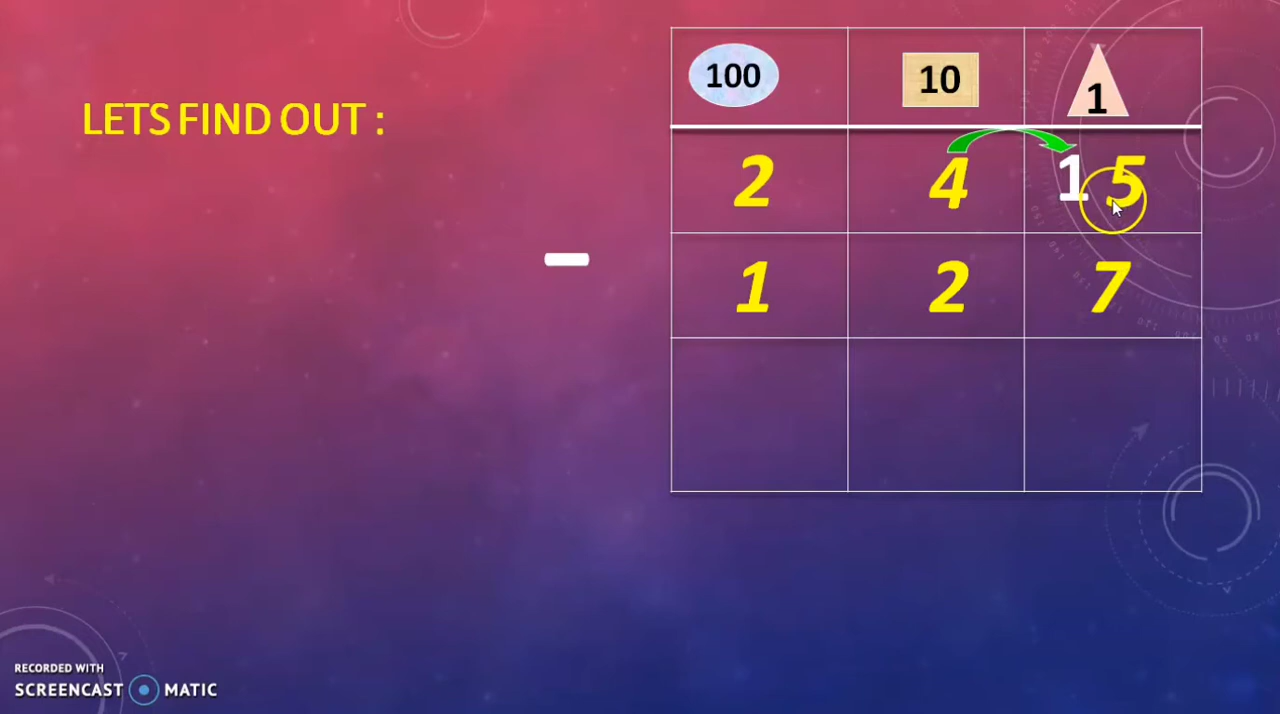 LETS FIND OUT :
100 10 1
2 4 1 5
- 1 2 7
RECORDED WITH
SCREENCAST MATIC